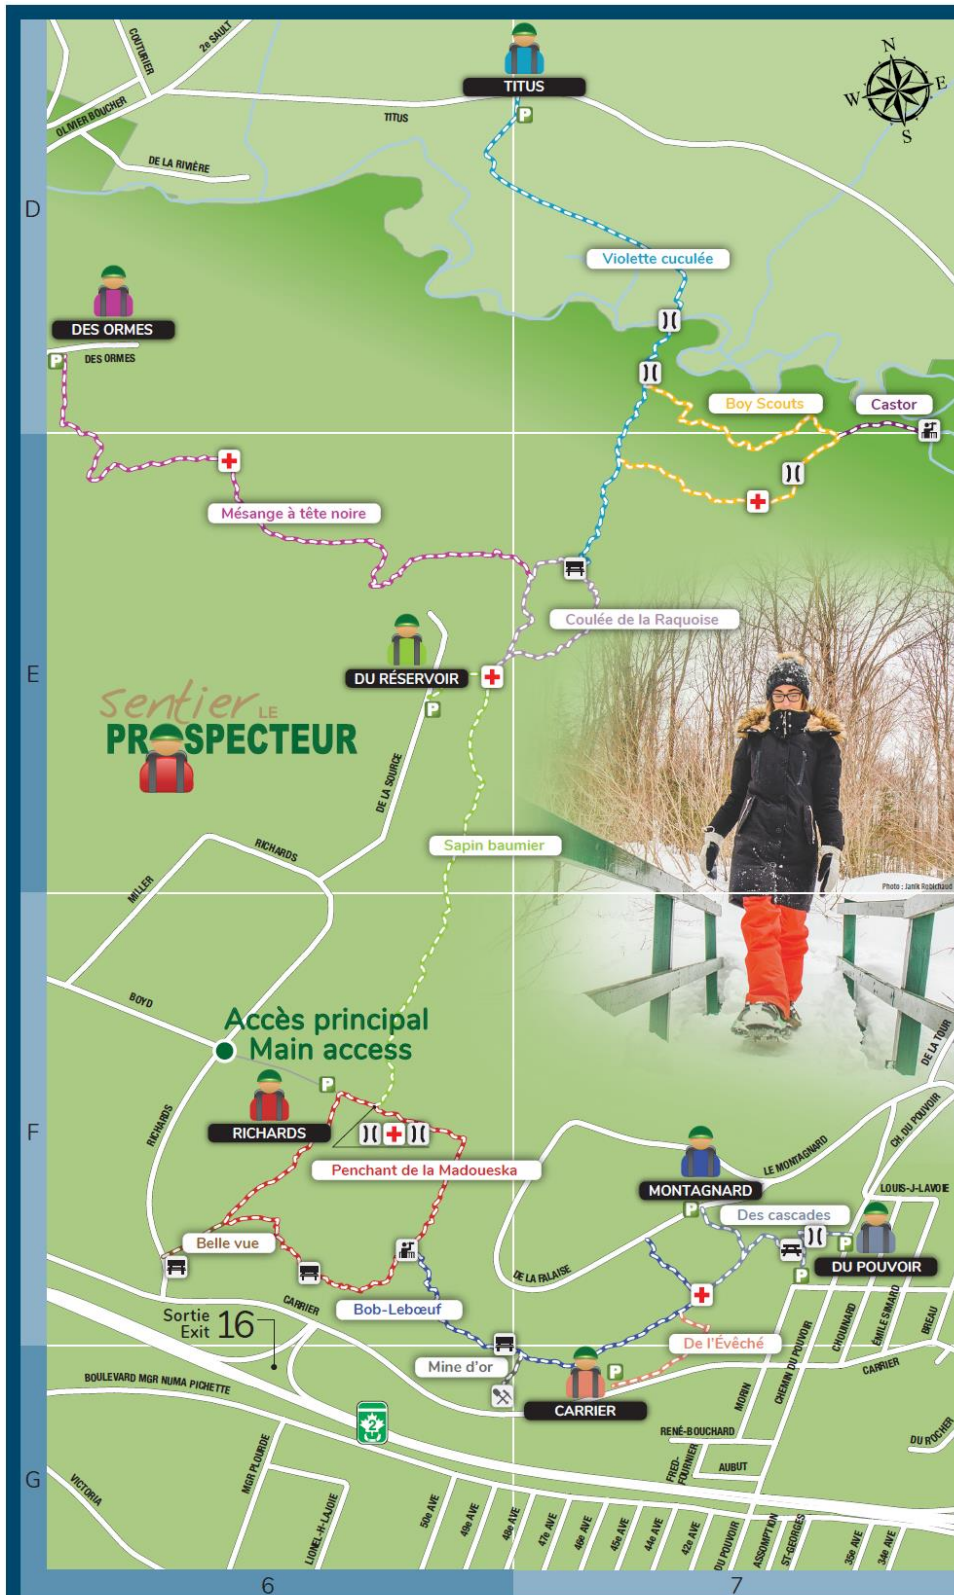 COUTURIER
2e SAULT
OLIVIER BOUCHER
DE LA RIVIÈRE
TITUS
TITUS
P
N
W
E
S
D
Violette cuculée
DES ORMES
P
DES ORMES
Boy Scouts
Castor
Mésange à tête noire
Coulée de la Raquoise
E
DU RÉSERVOIR
P
sentier LE
PROSPECTEUR
DE LA SOURCE
Sapin baumier
RICHARDS
MILLER
Photo : Janik Robichaud
BOYD
Accès principal
Main access
P
DE LA TOUR
F
RICHARDS
RICHARDS
Penchant de la Madoueska
LE MONTAGNARD
CH. DU POUVOIR
MONTAGNARD
P
LOUIS-J-LAVOIE
Des cascades
P
DU POUVOIR
P
Belle vue
DE LA FALAISE
Bob-Lebœuf
CARRIER
Sortie
Exit 16
De l'Évêché
CHOUINARD
ÉMILE SIMARD
BREAU
Mine d'or
P
CARRIER
CARRIER
MORIN
CHEMIN DU POUVOIR
BOULEVARD MGR NUMA PICHETTE
2
RENÉ-BOUCHARD
DU ROCHER
FRED-
FOURNIER
AUBUT
G
VICTORIA
MGR PLOURDE
LIONEL-H-LAJOIE
50e AVE
49e AVE
48e AVE
47e AVE
46e AVE
45e AVE
44e AVE
42e AVE
DU POUVOIR
ASSOMPTION
ST-GEORGES
35e AVE
34e AVE
6
7